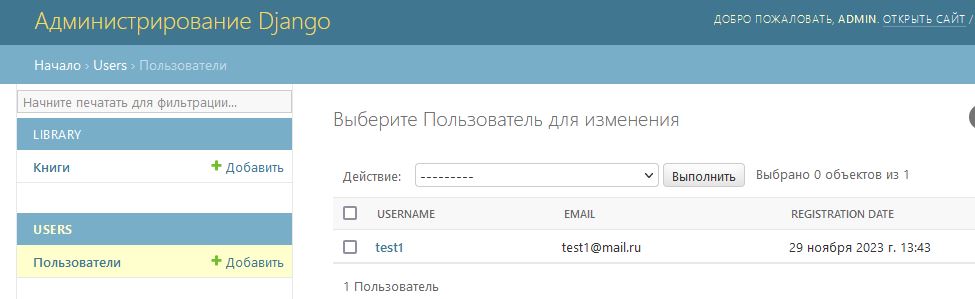 Администрирование Django
ДОБРО ПОЖАЛОВАТЬ, ADMIN. ОТКРЫТЬ САЙТ /
Начало › Users › Пользователи
Начните печатать для фильтрации...
LIBRARY
Книги + Добавить
USERS
Пользователи + Добавить
Выберите Пользователь для изменения
Действие: --------- Выполнить Выбрано 0 объектов из 1
USERNAME EMAIL REGISTRATION DATE
test1 test1@mail.ru 29 ноября 2023 г. 13:43
1 Пользователь